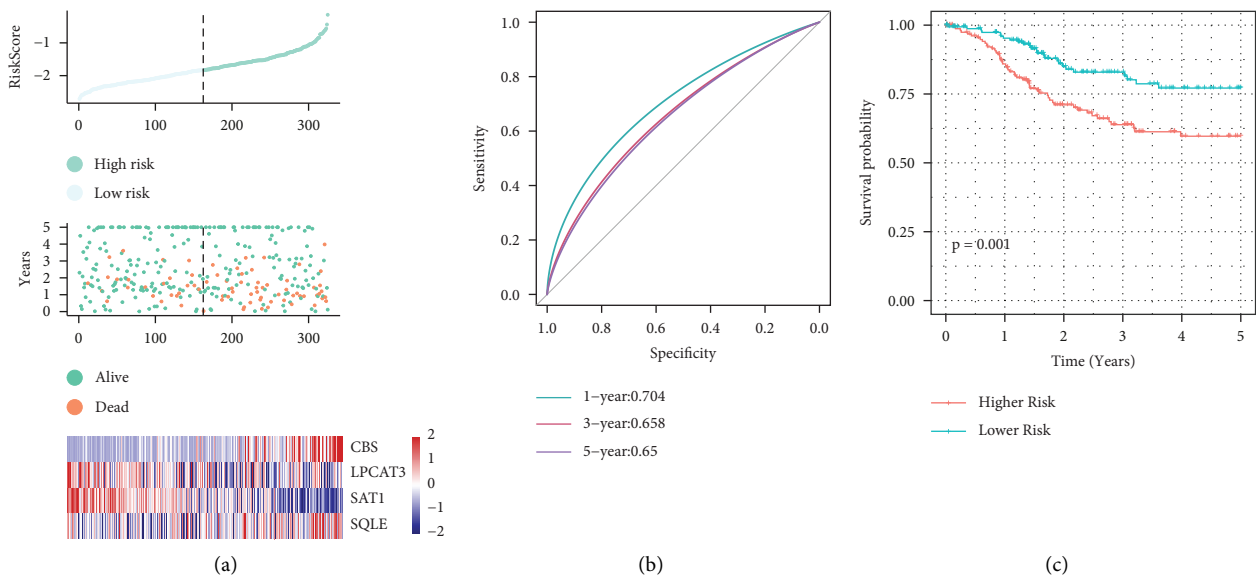 RiskScore
−1
−2
0 100 200 300
High risk
Low risk
Years
5
4
3
2
1
0
0 100 200 300
Alive
Dead
CBS
LPCAT3
SAT1
SQLE
2
1
0
−1
−2
(a)
Sensitivity
1.0
0.8
0.6
0.4
0.2
0.0
1.0 0.8 0.6 0.4 0.2 0.0
Specificity
1−year:0.704
3−year:0.658
5−year:0.65
(b)
Survival probability
1.00
0.75
0.50
0.25
0.00
p = 0.001
0 1 2 3 4 5
Time (Years)
Higher Risk
Lower Risk
(c)